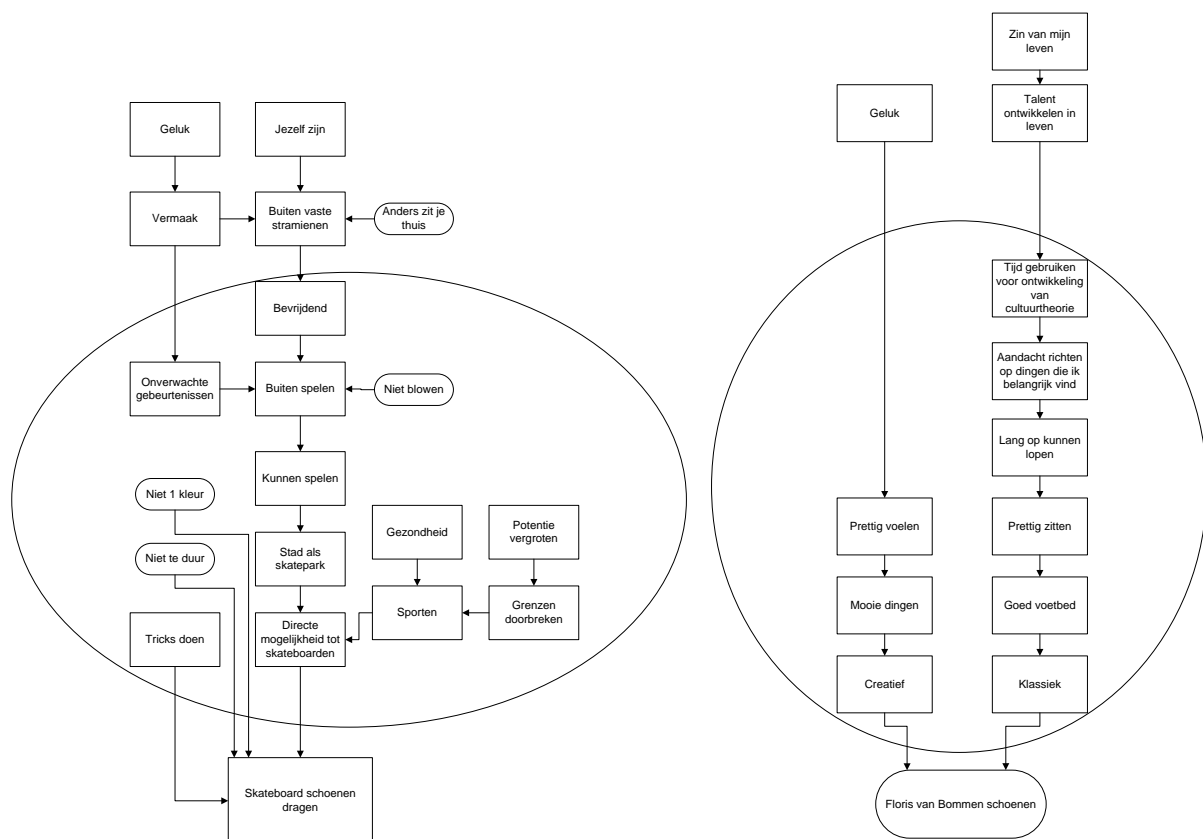 Zin van mijn
leven
Talent
ontwikkelen in
leven
Geluk
Jezelf zijn
Geluk
Vermaak
Buiten vaste
stramienen
Anders zit je
thuis
Bevrijdend
Tijd gebruiken
voor ontwikkeling
van
cultuurtheorie
Onverwachte
gebeurtenissen
Buiten spelen
Niet blowen
Aandacht richten
op dingen die ik
belangrijk vind
Lang op kunnen
lopen
Kunnen spelen
Niet 1 kleur
Gezondheid
Potentie
vergroten
Prettig voelen
Prettig zitten
Niet te duur
Stad als
skatepark
Sporten
Grenzen
doorbreken
Mooie dingen
Goed voetbed
Tricks doen
Directe
mogelijkheid tot
skateboarden
Creatief
Klassiek
Skateboard schoenen
dragen
Floris van Bommen schoenen